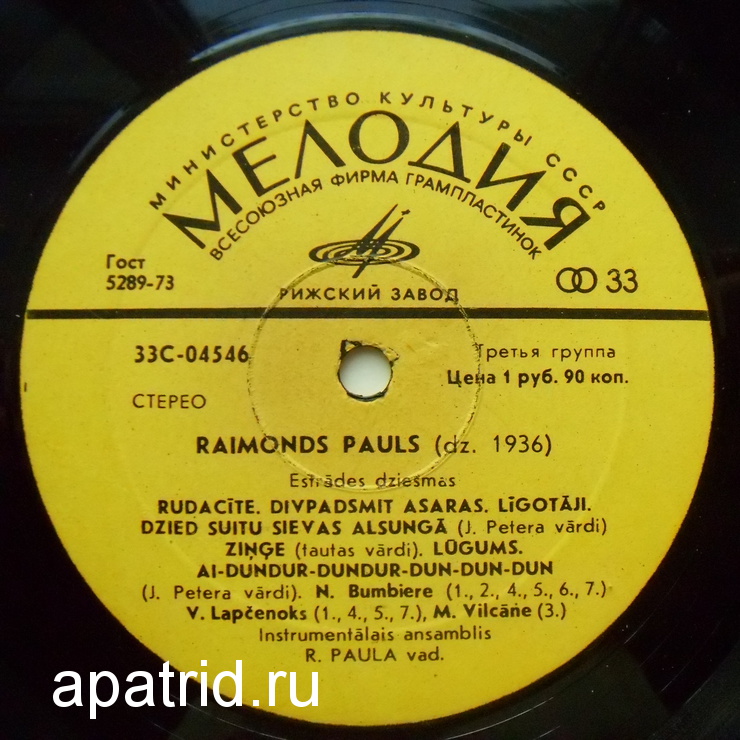 МИНИСТЕРСТВО КУЛЬТУРЫ СССР
МЕЛОДИЯ
ВСЕСОЮЗНАЯ ФИРМА ГРАМПЛАСТИНОК
Гост
5289-73
33
РИЖСКИЙ ЗАВОД
33С-04546
Третья группа
Цена 1 руб. 90 коп.
СТЕРЕО
RAIMONDS PAULS (dz. 1936)
Estrādes dziesmas
RUDACĪTE. DIVPADSMIT ASARAS. LĪGOTĀJI.
DZIED SUITU SIEVAS ALSUNGĀ (J. Petera vārdi)
ZIŅĢE (tautas vārdi). LŪGUMS.
AI-DUNDUR-DUNDUR-DUN-DUN-DUN
(J. Petera vārdi). N. Bumbiere (1., 2., 4., 5., 6., 7.)
V. Lapčenoks (1., 4., 5., 7.), M. Vilcāne (3.)
Instrumentālais ansamblis
R. PAULA vad.
apatrid.ru